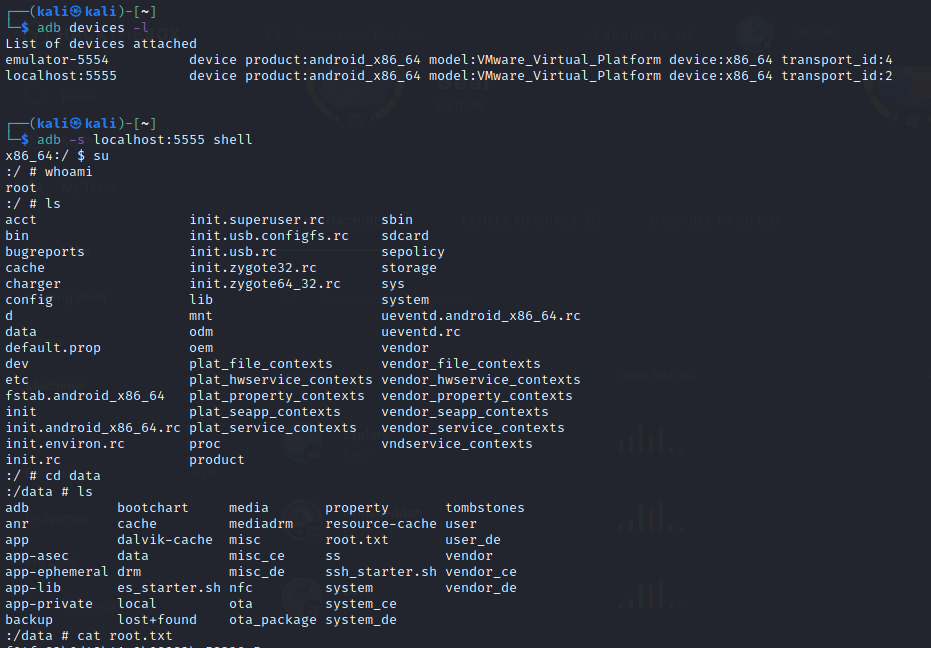 ┌──(kali㉿kali)-[~]
└─$ adb devices -l
List of devices attached
emulator-5554          device product:android_x86_64 model:VMware_Virtual_Platform device:x86_64 transport_id:4
localhost:5555         device product:android_x86_64 model:VMware_Virtual_Platform device:x86_64 transport_id:2
┌──(kali㉿kali)-[~]
└─$ adb -s localhost:5555 shell
x86_64:/ $ su
:/ # whoami
root
:/ # ls
acct                   init.superuser.rc       sbin
bin                    init.usb.configfs.rc    sdcard
bugreports             init.usb.rc             sepolicy
cache                  init.zygote32.rc        storage
charger                init.zygote64_32.rc     sys
config                 lib                     system
d                      mnt                     ueventd.android_x86_64.rc
data                   odm                     ueventd.rc
default.prop           oem                     vendor
dev                    plat_file_contexts      vendor_file_contexts
etc                    plat_hwservice_contexts vendor_hwservice_contexts
fstab.android_x86_64   plat_property_contexts  vendor_property_contexts
init                   plat_seapp_contexts     vendor_seapp_contexts
init.android_x86_64.rc plat_service_contexts   vendor_service_contexts
init.environ.rc        proc                    vndservice_contexts
init.rc                product
:/ # cd data
:/data # ls
adb           bootchart     media       property       tombstones
anr           cache         mediadrm    resource-cache user
app           dalvik-cache  misc        root.txt       user_de
app-asec      data          misc_ce     ss             vendor
app-ephemeral drm           misc_de     ssh_starter.sh vendor_ce
app-lib       es_starter.sh nfc         system         vendor_de
app-private   local         ota         system_ce
backup        lost+found    ota_package system_de
:/data # cat root.txt